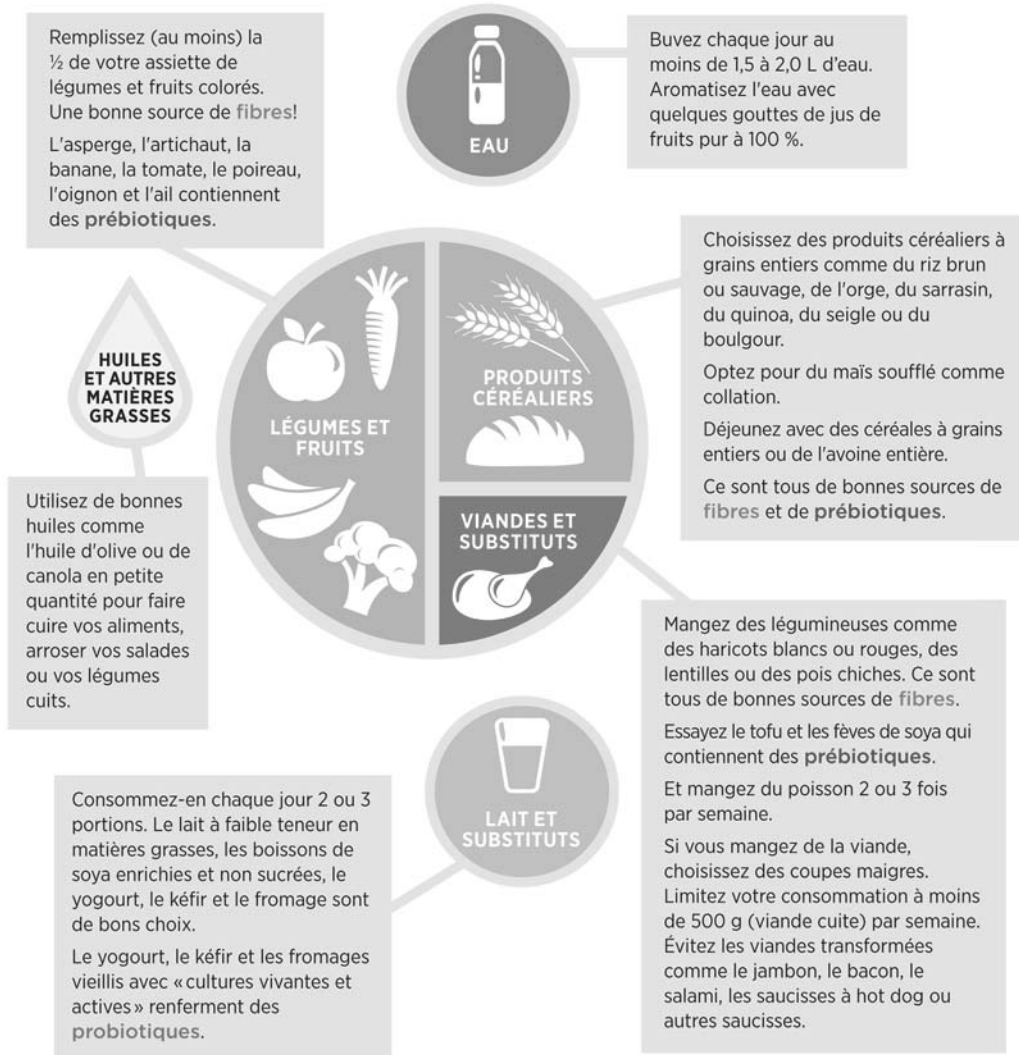 Remplissez (au moins) la
½ de votre assiette de
légumes et fruits colorés.
Une bonne source de fibres!
L'asperge, l'artichaut, la
banane, la tomate, le poireau,
l'oignon et l'ail contiennent
des prébiotiques.
EAU
Buvez chaque jour au
moins de 1,5 à 2,0 L d'eau.
Aromatisez l'eau avec
quelques gouttes de jus de
fruits pur à 100 %.
HUILES
ET AUTRES
MATIÈRES
GRASSES
Utilisez de bonnes
huiles comme
l'huile d'olive ou de
canola en petite
quantité pour faire
cuire vos aliments,
arroser vos salades
ou vos légumes
cuits.
LÉGUMES ET
FRUITS
PRODUITS
CÉRÉALIERS
Choisissez des produits céréaliers à
grains entiers comme du riz brun
ou sauvage, de l'orge, du sarrasin,
du quinoa, du seigle ou du
boulgour.
Optez pour du maïs soufflé comme
collation.
Déjeunez avec des céréales à grains
entiers ou de l'avoine entière.
Ce sont tous de bonnes sources de
fibres et de prébiotiques.
VIANDES ET
SUBSTITUTS
Mangez des légumineuses comme
des haricots blancs ou rouges, des
lentilles ou des pois chiches. Ce sont
tous de bonnes sources de fibres.
Essayez le tofu et les fèves de soya qui
contiennent des prébiotiques.
Et mangez du poisson 2 ou 3 fois
par semaine.
Si vous mangez de la viande,
choisissez des coupes maigres.
Limitez votre consommation à moins
de 500 g (viande cuite) par semaine.
Évitez les viandes transformées
comme le jambon, le bacon, le
salami, les saucisses à hot dog ou
autres saucisses.
LAIT ET
SUBSTITUTS
Consommez-en chaque jour 2 ou 3
portions. Le lait à faible teneur en
matières grasses, les boissons de
soya enrichies et non sucrées, le
yogourt, le kéfir et le fromage sont
de bons choix.
Le yogourt, le kéfir et les fromages
vieillis avec «cultures vivantes et
actives» renferment des
probiotiques.